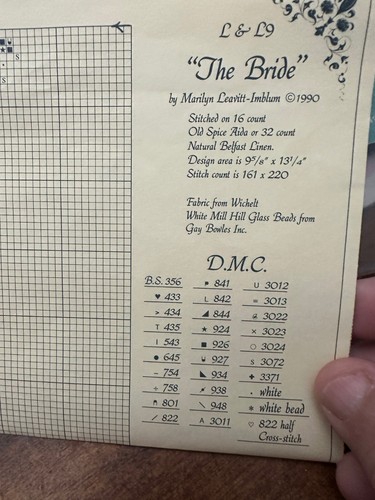 L & L9
"The Bride"
by Marilyn Leavitt-Imblum ©1990
Stitched on 16 count
Old Spice Aida or 32 count
Natural Belfast Linen.
Design area is 9⁵/₈" x 13¹/₄"
Stitch count is 161 x 220
Fabric from Wichelt
White Mill Hill Glass Beads from
Gay Bowles Inc.
D.M.C.
B.S. 356
♥ 433
> 434
T 435
I 543
● 645
– 754
÷ 758
801
/ 822
841
L 842
◢ 844
★ 924
■ 926
927
◣ 934
938
\ 948
A 3011
U 3012
= 3013
3022
× 3023
○ 3024
S 3072
+ 3371
• white
white bead
♡ 822 half
Cross-stitch
S
S